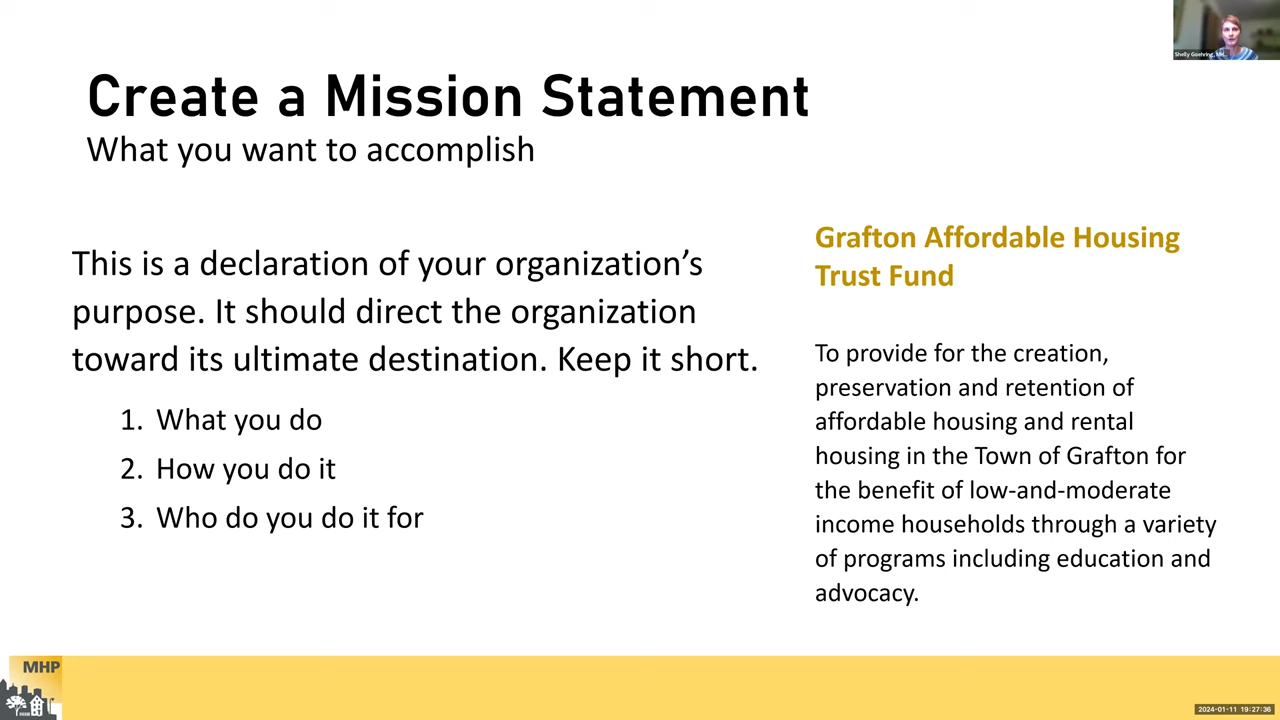 Shelly Goehring,
Create a Mission Statement
What you want to accomplish
This is a declaration of your organization's
purpose. It should direct the organization
toward its ultimate destination. Keep it short.
1. What you do
2. How you do it
3. Who do you do it for
Grafton Affordable Housing
Trust Fund
To provide for the creation,
preservation and retention of
affordable housing and rental
housing in the Town of Grafton for
the benefit of low-and-moderate
income households through a variety
of programs including education and
advocacy.
MHP
2024-01-11 19:27:36